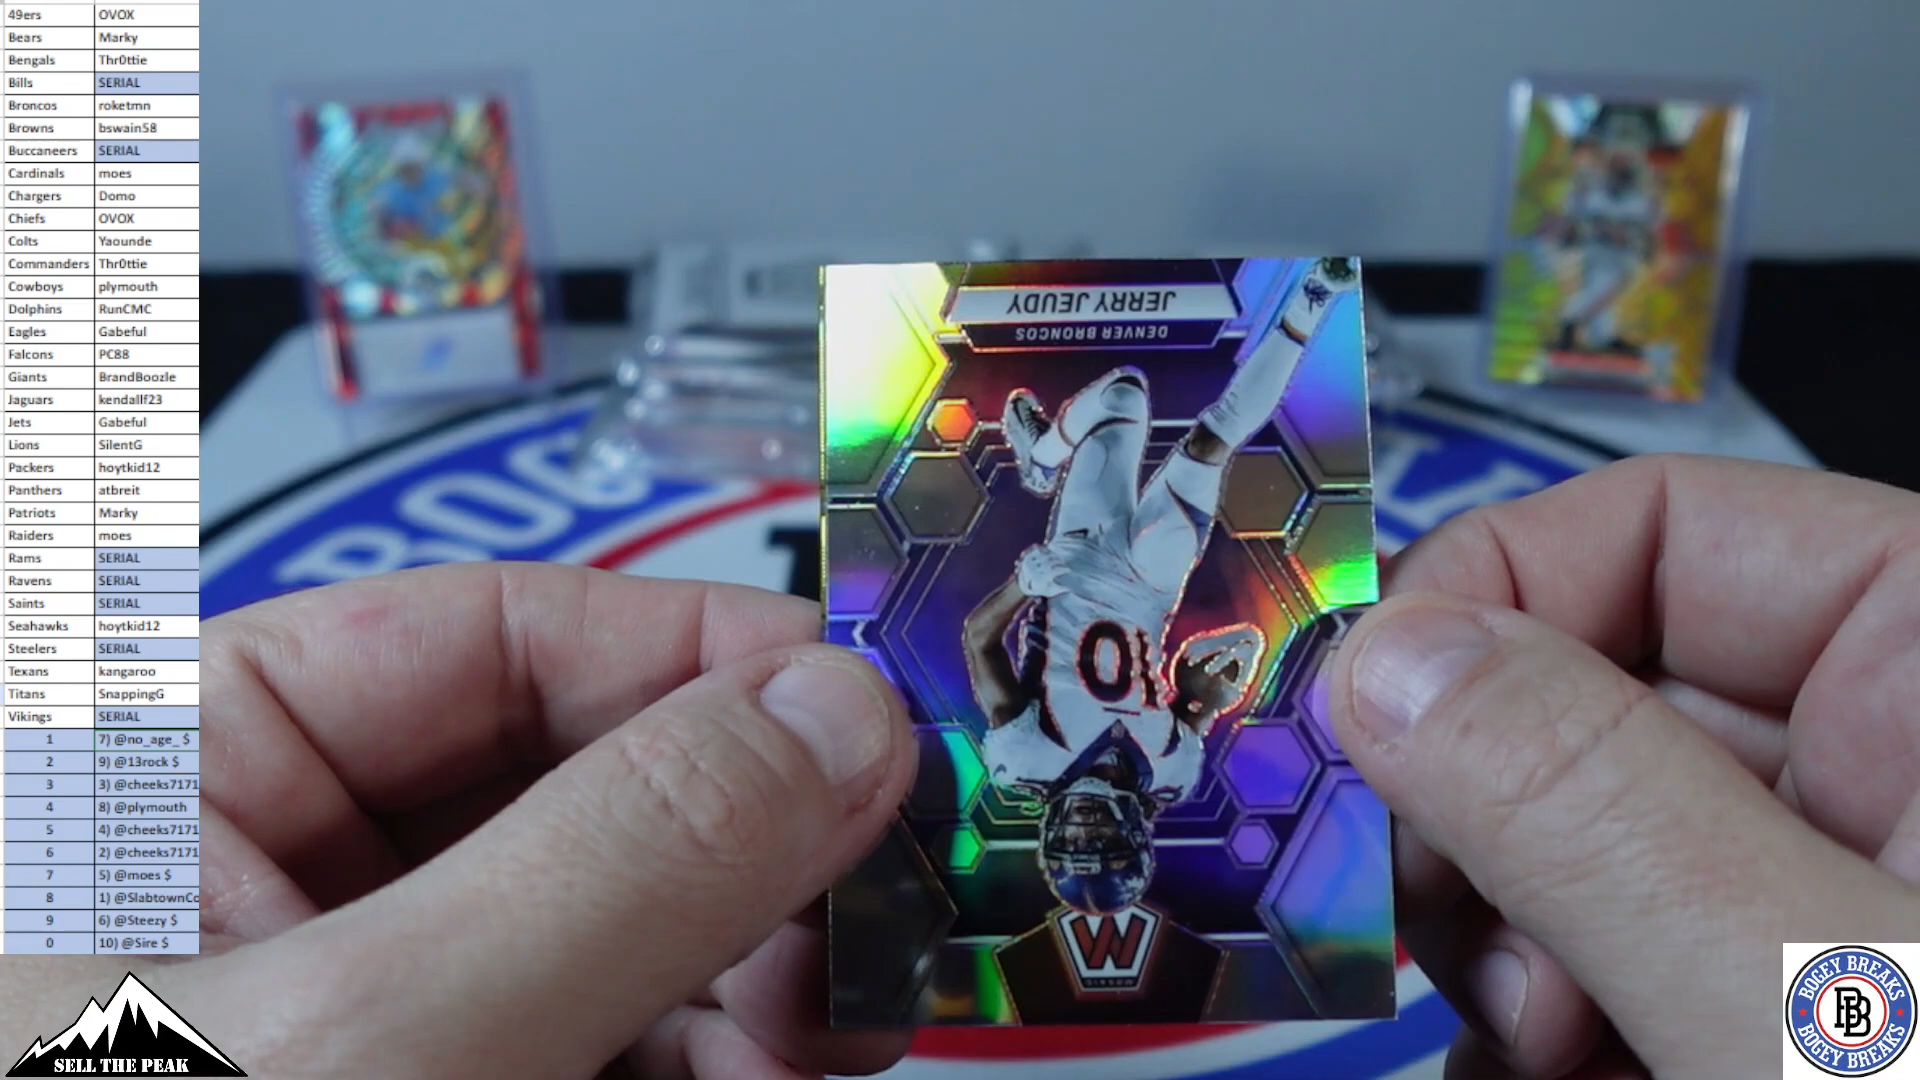 49ers OVOX
Bears Marky
Bengals Thr0ttie
Bills SERIAL
Broncos roketmn
Browns bswain58
Buccaneers SERIAL
Cardinals moes
Chargers Domo
Chiefs OVOX
Colts Yaounde
Commanders Thr0ttie
Cowboys plymouth
Dolphins RunCMC
Eagles Gabeful
Falcons PC88
Giants BrandBoozle
Jaguars kendallf23
Jets Gabeful
Lions SilentG
Packers hoytkid12
Panthers atbreit
Patriots Marky
Raiders moes
Rams SERIAL
Ravens SERIAL
Saints SERIAL
Seahawks hoytkid12
Steelers SERIAL
Texans kangaroo
Titans SnappingG
Vikings SERIAL
1 7) @no_age_ $
2 9) @13rock $
3 3) @cheeks7171
4 8) @plymouth
5 4) @cheeks7171
6 2) @cheeks7171
7 5) @moes $
8 1) @SlabtownCo
9 6) @Steezy $
0 10) @Sire $
SELL THE PEAK
JERRY JEUDY
DENVER BRONCOS
10
MOSAIC
BOG
BOGEY BREAKS
BB
BOGEY BREAKS